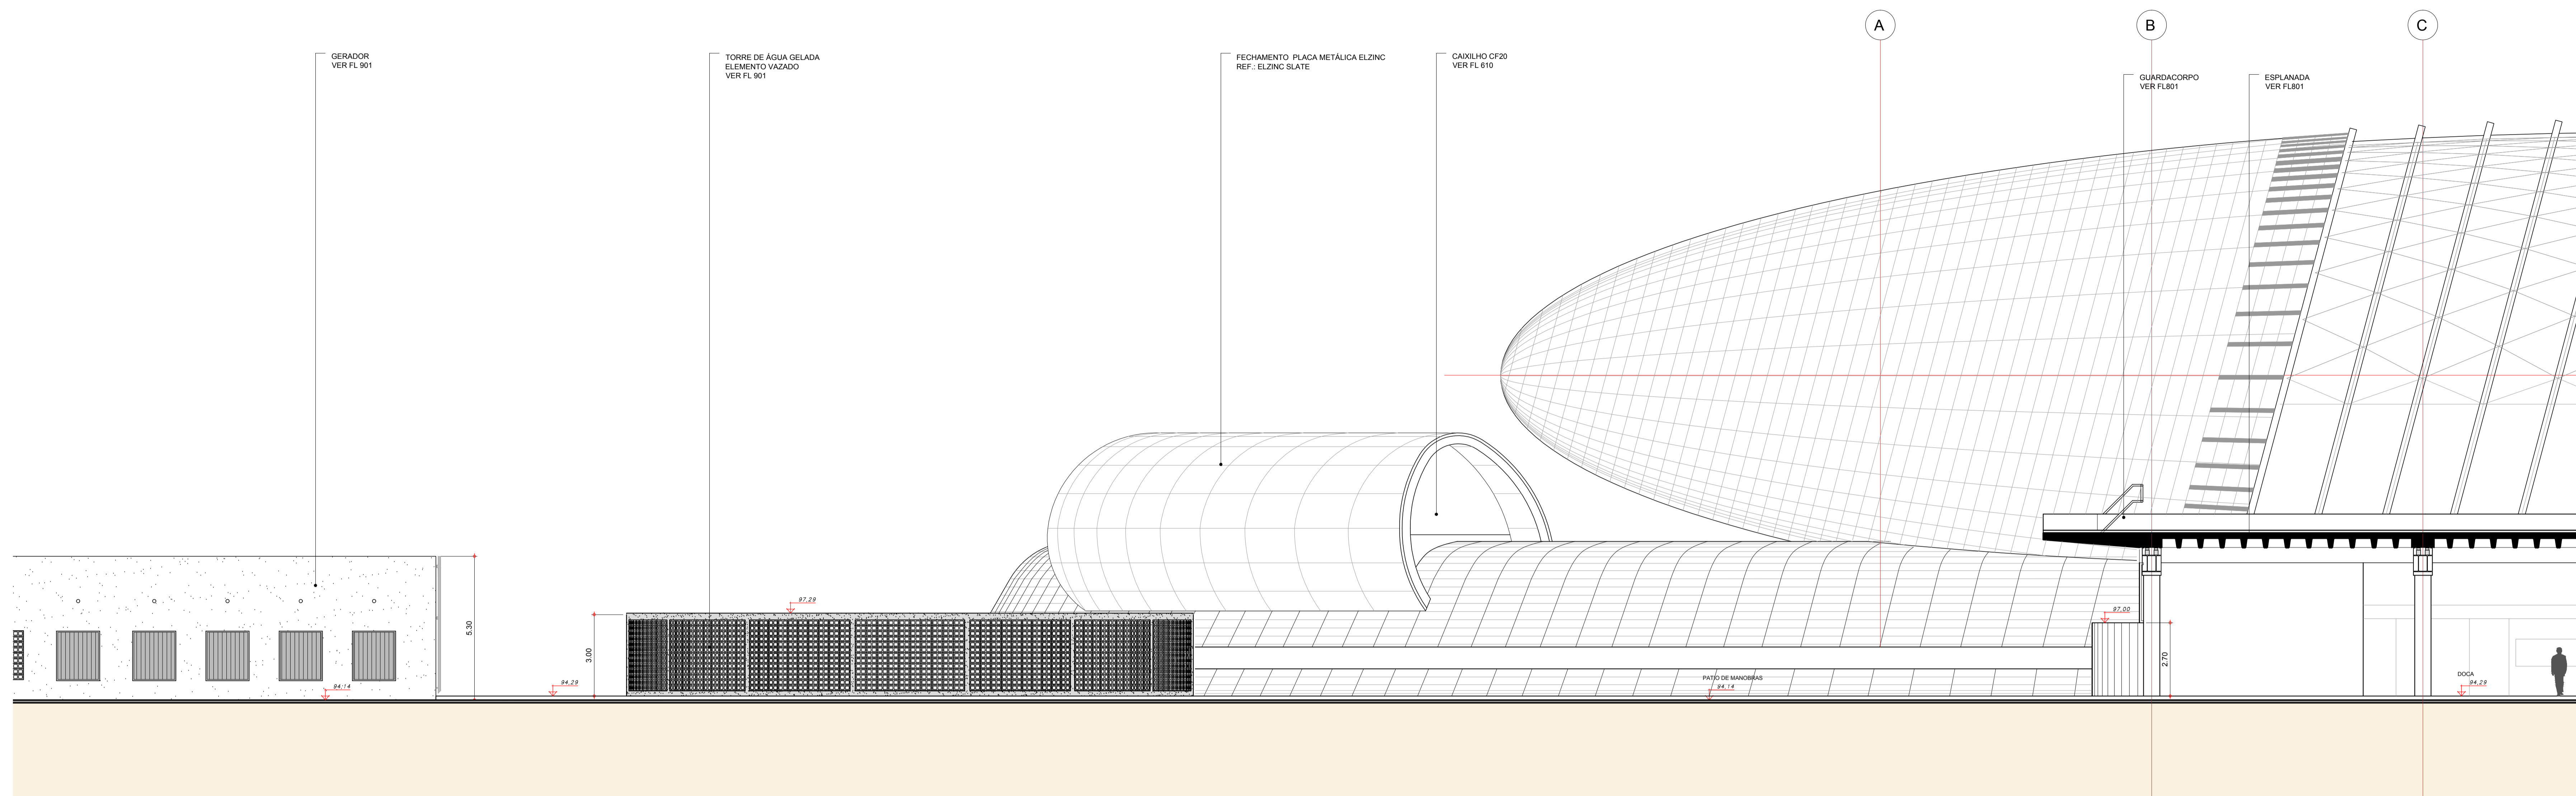 A
B
C
GERADOR
VER FL 901
TORRE DE ÁGUA GELADA
ELEMENTO VAZADO
VER FL 901
FECHAMENTO PLACA METÁLICA ELZINC
REF.: ELZINC SLATE
CAIXILHO CF20
VER FL 610
GUARDACORPO
VER FL801
ESPLANADA
VER FL801
5.30
94,14
94,29
3.00
97,29
PATIO DE MANOBRAS
94,14
97,00
2.70
DOCA
94,29